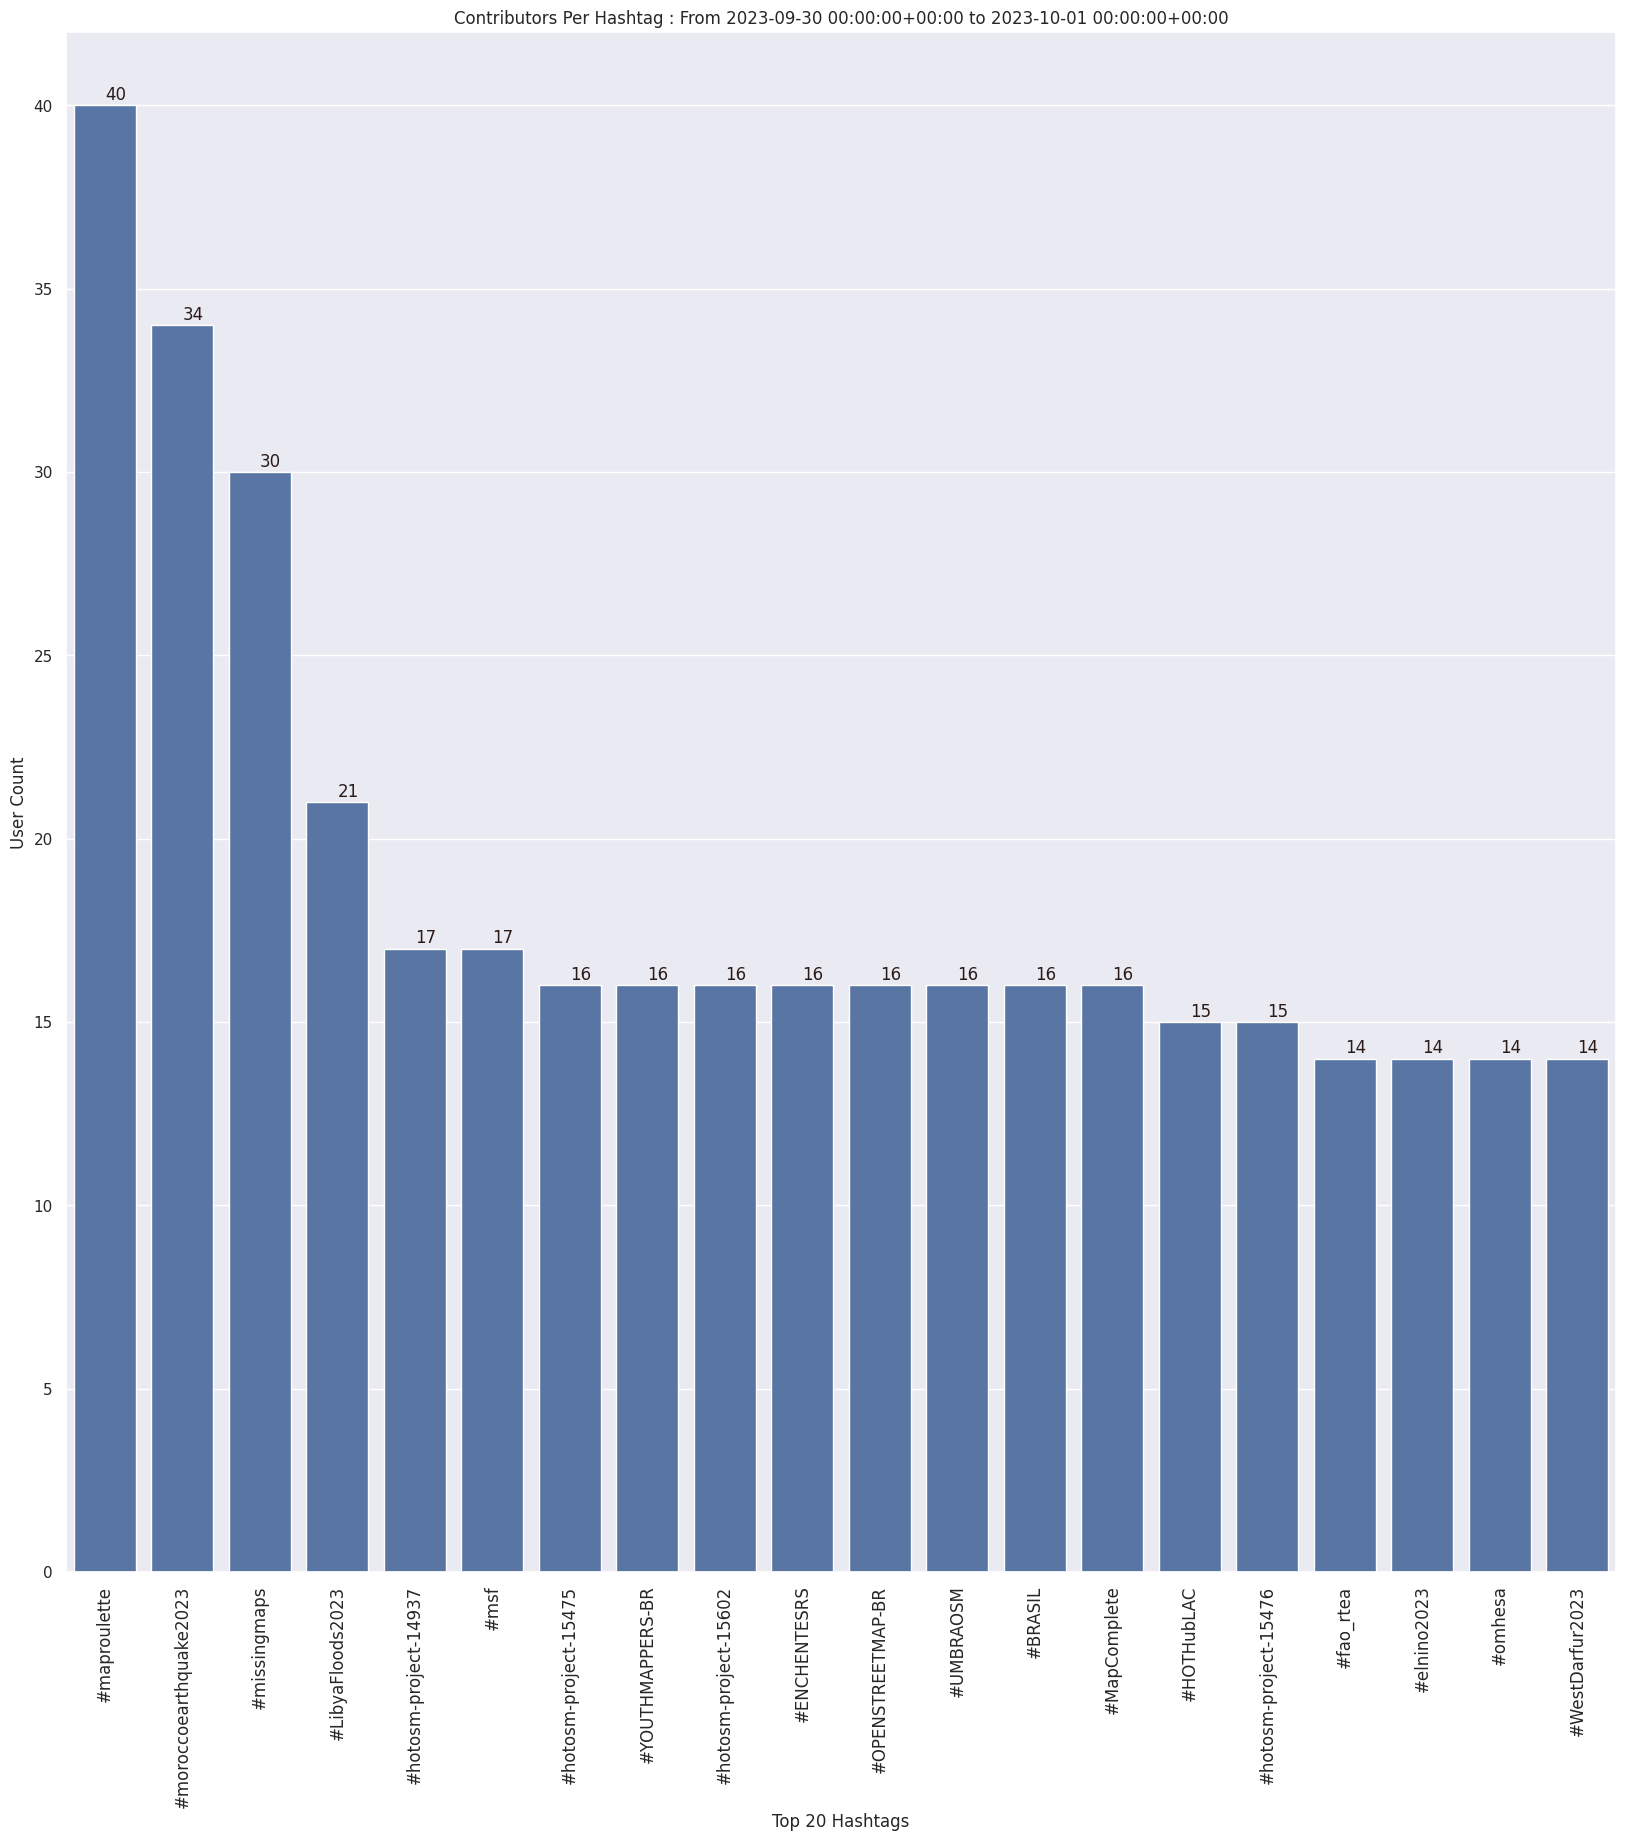 Contributors Per Hashtag : From 2023-09-30 00:00:00+00:00 to 2023-10-01 00:00:00+00:00
User Count
40
35
30
25
20
15
10
5
0
40
34
30
21
17
17
16
16
16
16
16
16
16
16
15
15
14
14
14
14
#maproulette
#moroccoearthquake2023
#missingmaps
#LibyaFloods2023
#hotosm-project-14937
#msf
#hotosm-project-15475
#YOUTHMAPPERS-BR
#hotosm-project-15602
#ENCHENTESRS
#OPENSTREETMAP-BR
#UMBRAOSM
#BRASIL
#MapComplete
#HOTHubLAC
#hotosm-project-15476
#fao_rtea
#elnino2023
#omhesa
#WestDarfur2023
Top 20 Hashtags